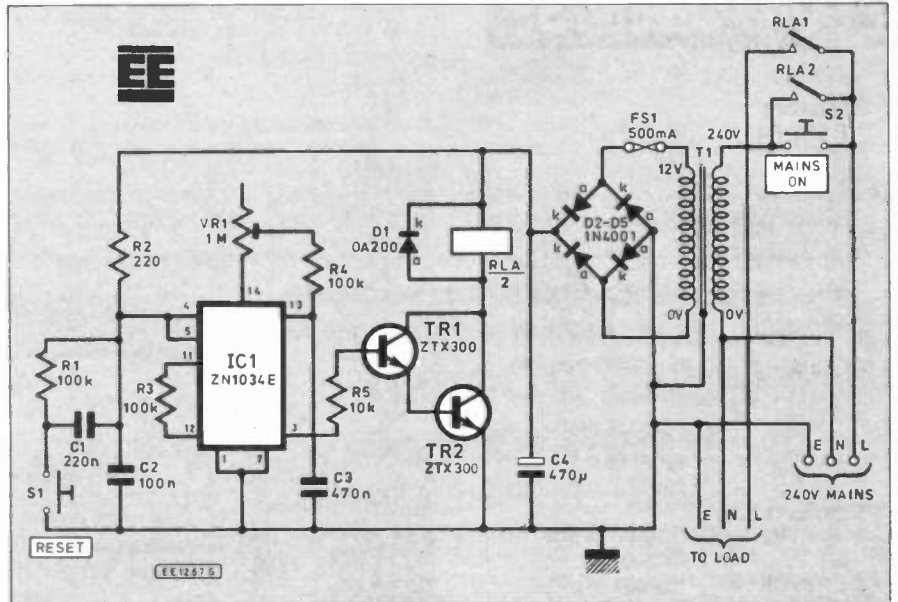 EE
RLA1
RLA2
S2
MAINS
ON
FS1
500mA
T1
240V
12V
0V
0V
k
a
a
k
k
a
a
k
D2-D5
1N4001
VR1
1M
R2
220
D1
OA200
k
a
RLA
2
R4
100k
14
13
4
5
11
12
3
1
7
IC1
ZN1034E
TR1
ZTX300
R1
100k
R3
100k
R5
10k
TR2
ZTX300
C1
220n
C2
100n
C3
470n
C4
470µ
S1
RESET
E N L
240V MAINS
E N L
TO LOAD
EE1267G